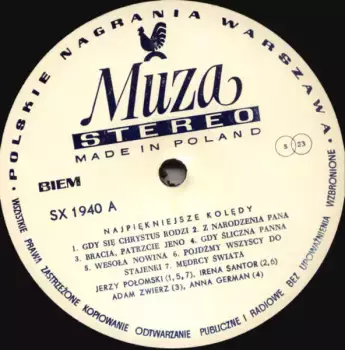 • POLSKIE NAGRANIA WARSZAWA •
Muza
STEREO
MADE IN POLAND
BIEM
SX 1940 A
NAJPIĘKNIEJSZE KOLĘDY
1. GDY SIĘ CHRYSTUS RODZI 2. Z NARODZENIA PANA
3. BRACIA, PATRZCIE JENO 4. GDY ŚLICZNA PANNA
5. WESOŁA NOWINA 6. POJDŹMY WSZYSCY DO
STAJENKI 7. MĘDRCY ŚWIATA
JERZY POŁOMSKI (1, 5, 7), IRENA SANTOR (2, 6)
ADAM ZWIERZ (3), ANNA GERMAN (4)
WSZYSTKIE PRAWA ZASTRZEŻONE KOPIOWANIE ODTWARZANIE PUBLICZNE I RADIOWE BEZ UPOWAŻNIENIA WZBRONIONE